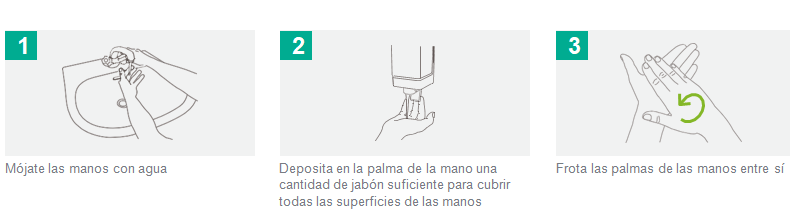 1
Mójate las manos con agua
2
Deposita en la palma de la mano una
cantidad de jabón suficiente para cubrir
todas las superficies de las manos
3
Frota las palmas de las manos entre sí